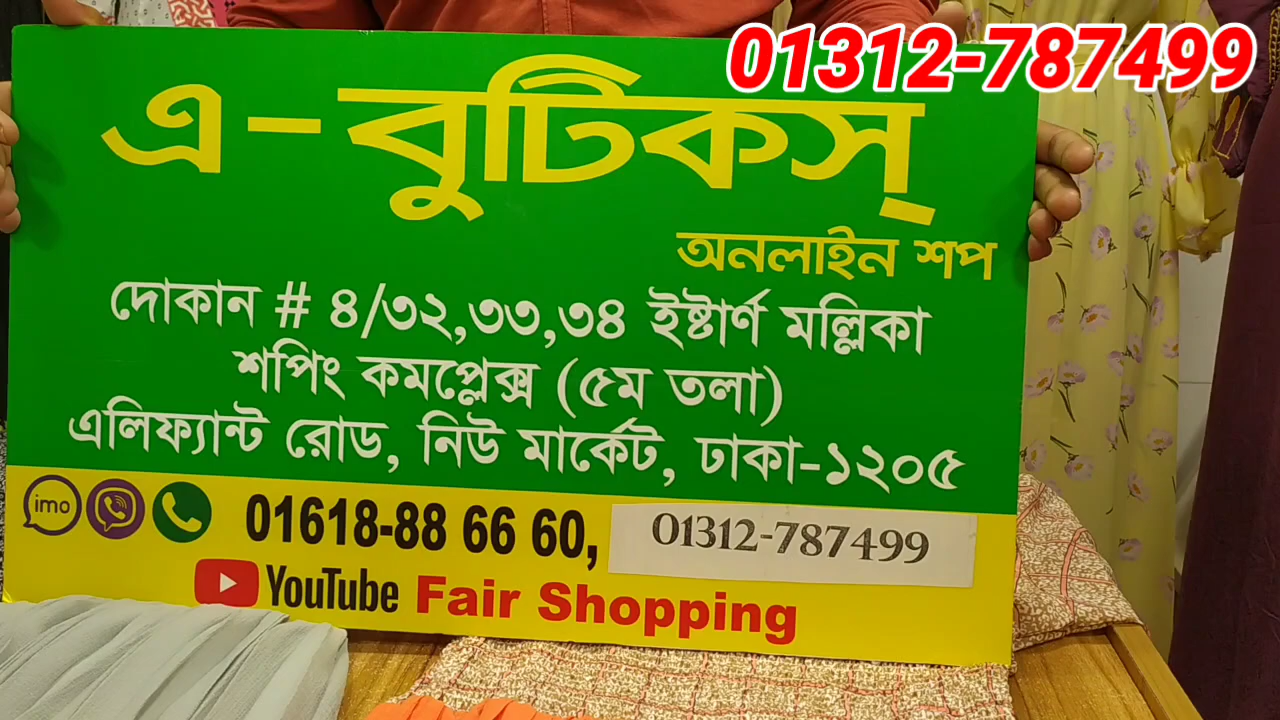 01312-787499
এ-বুটিকস্
অনলাইন শপ
দোকান # ৪/৩২,৩৩,৩৪ ইষ্টার্ণ মল্লিকা
শপিং কমপ্লেক্স (৫ম তলা)
এলিফ্যান্ট রোড, নিউ মার্কেট, ঢাকা-১২০৫
imo 01618-88 66 60, 01312-787499
YouTube Fair Shopping